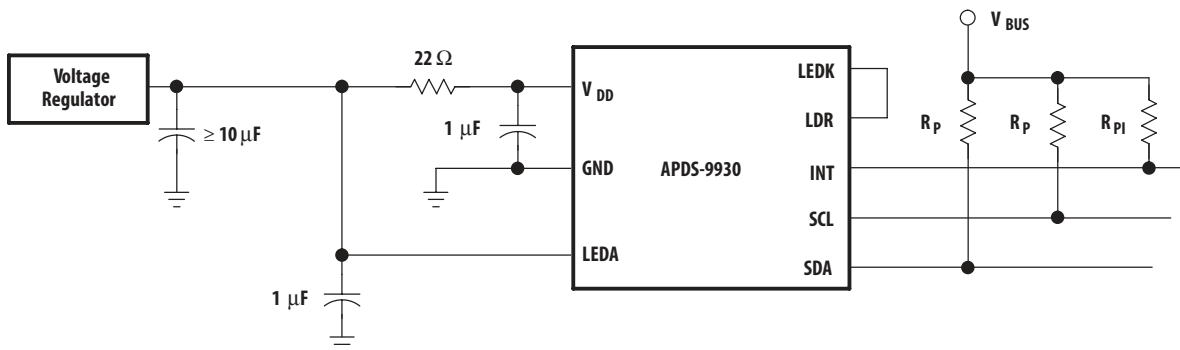 V BUS
22 Ω
Voltage
Regulator
≥ 10 μF
V DD
1 μF
GND
LEDA
1 μF
APDS-9930
LEDK
LDR
INT
SCL
SDA
R P
R P
R PI